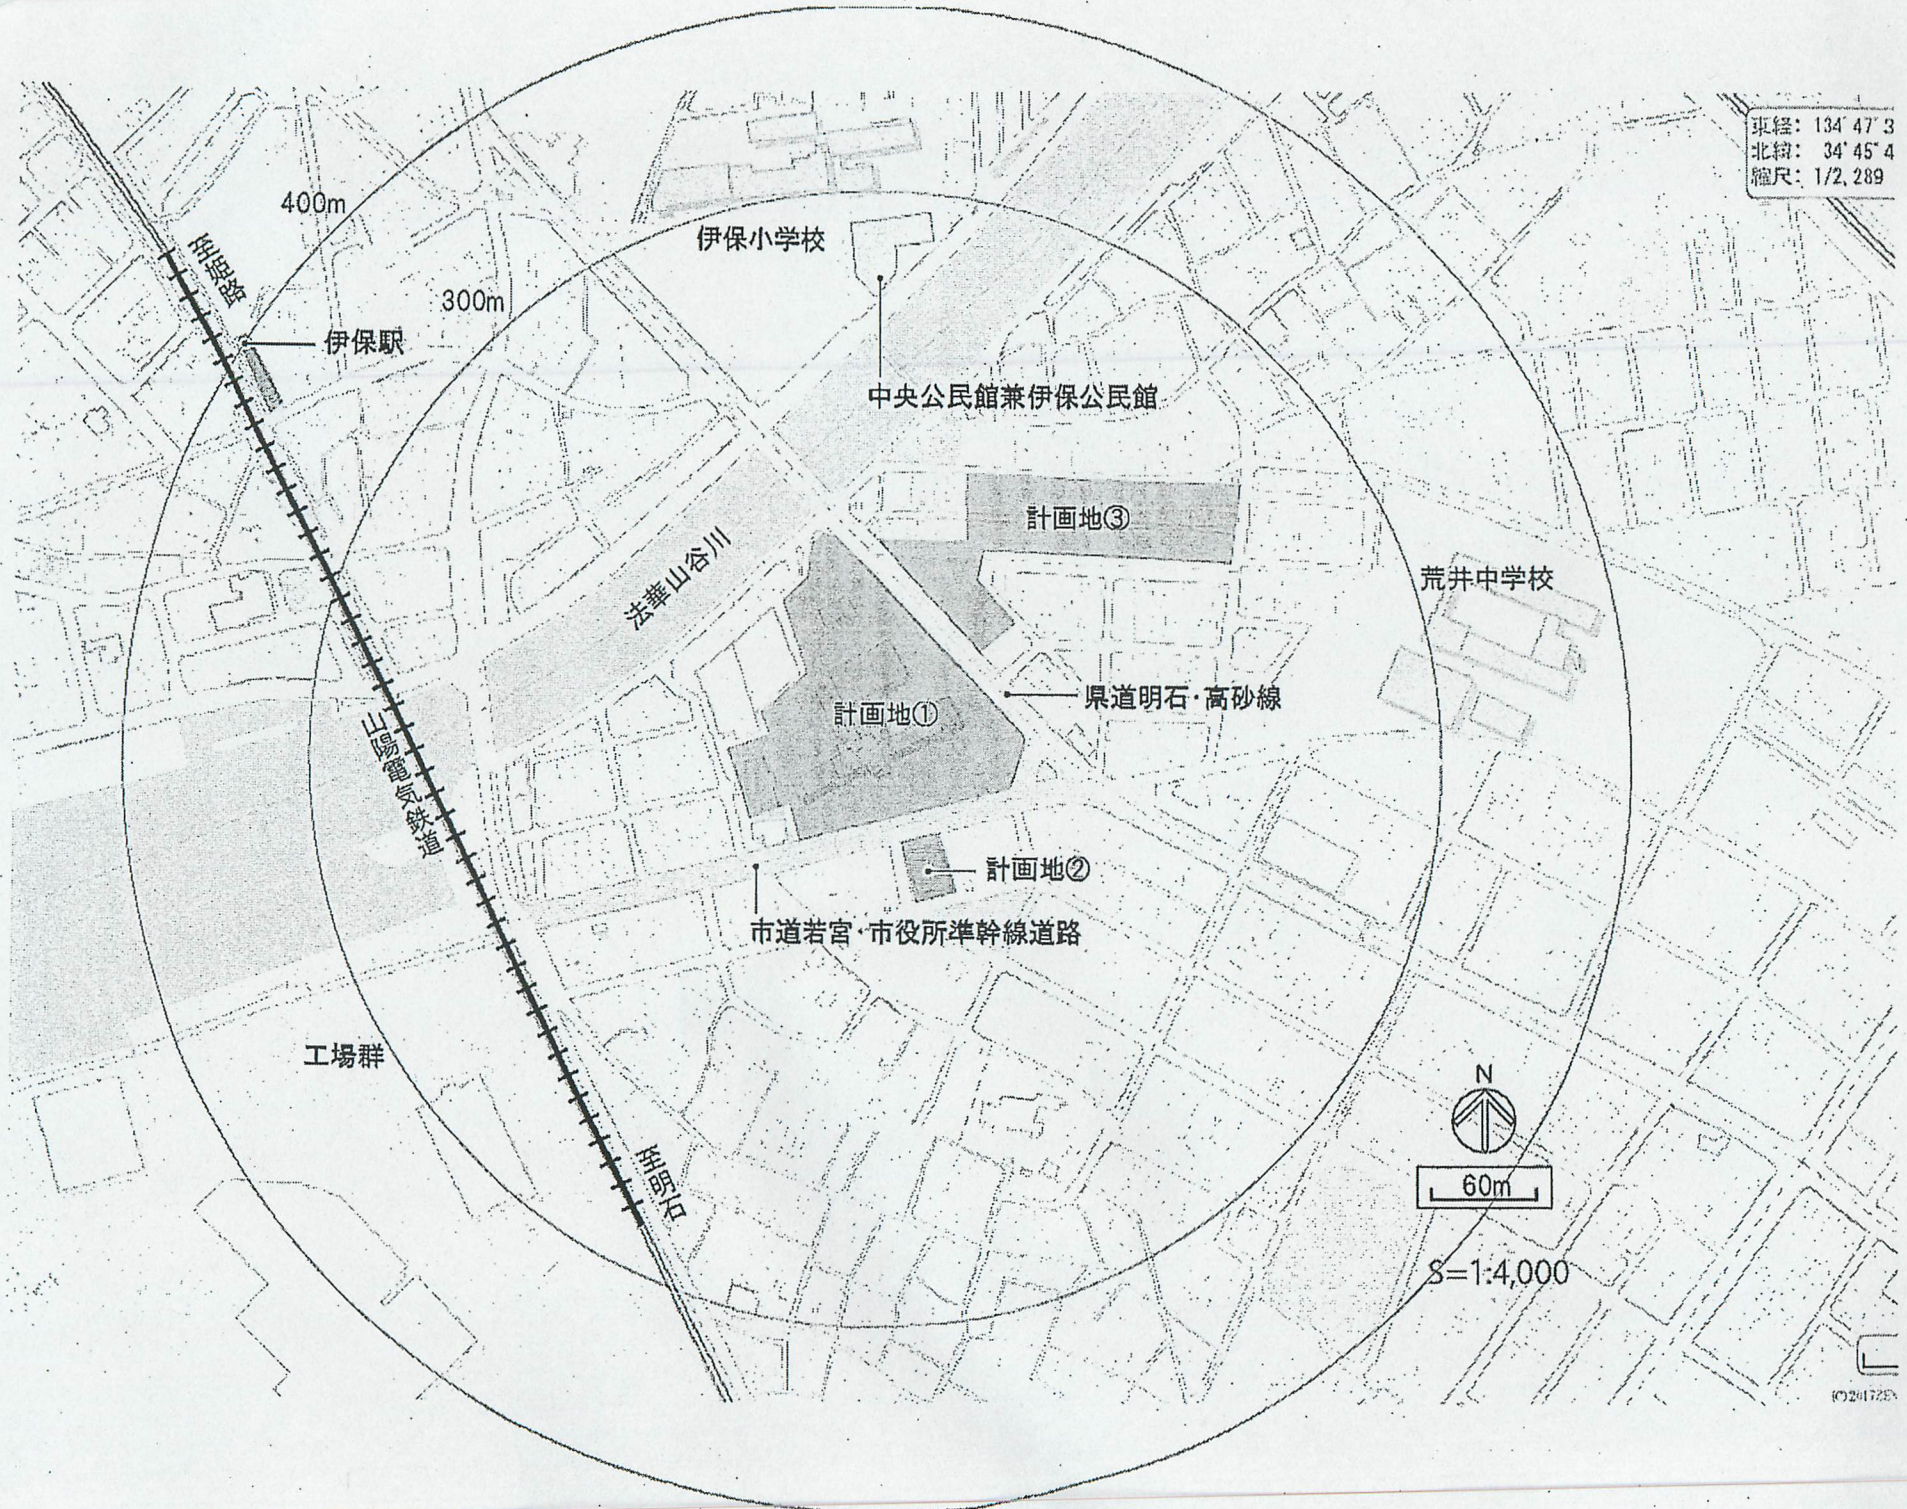 東経: 134°47'3
北緯: 34°45'4
縮尺: 1/2,289
400m
至姫路
伊保小学校
300m
伊保駅
中央公民館兼伊保公民館
計画地③
法華山谷川
荒井中学校
県道明石・高砂線
計画地①
山陽電気鉄道
計画地②
市道若宮・市役所準幹線道路
工場群
N
至明石
60m
S=1:4,000